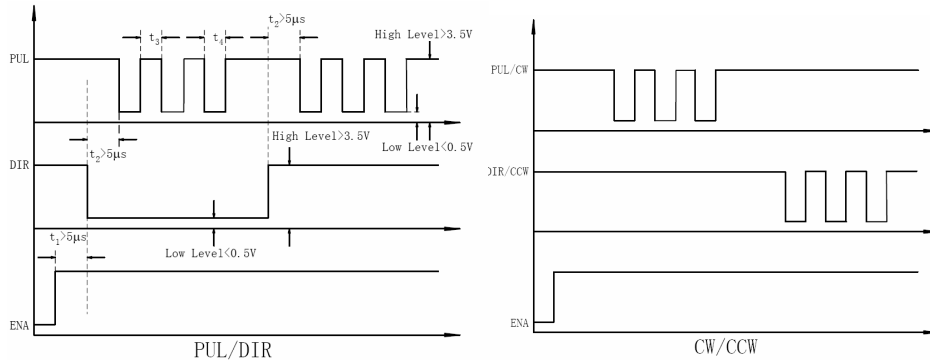 t₂>5μs
t₃
t₄
High Level>3.5V
PUL
Low Level<0.5V
t₂>5μs
High Level>3.5V
DIR
t₁>5μs
Low Level<0.5V
ENA
PUL/DIR
PUL/CW
DIR/CCW
ENA
CW/CCW